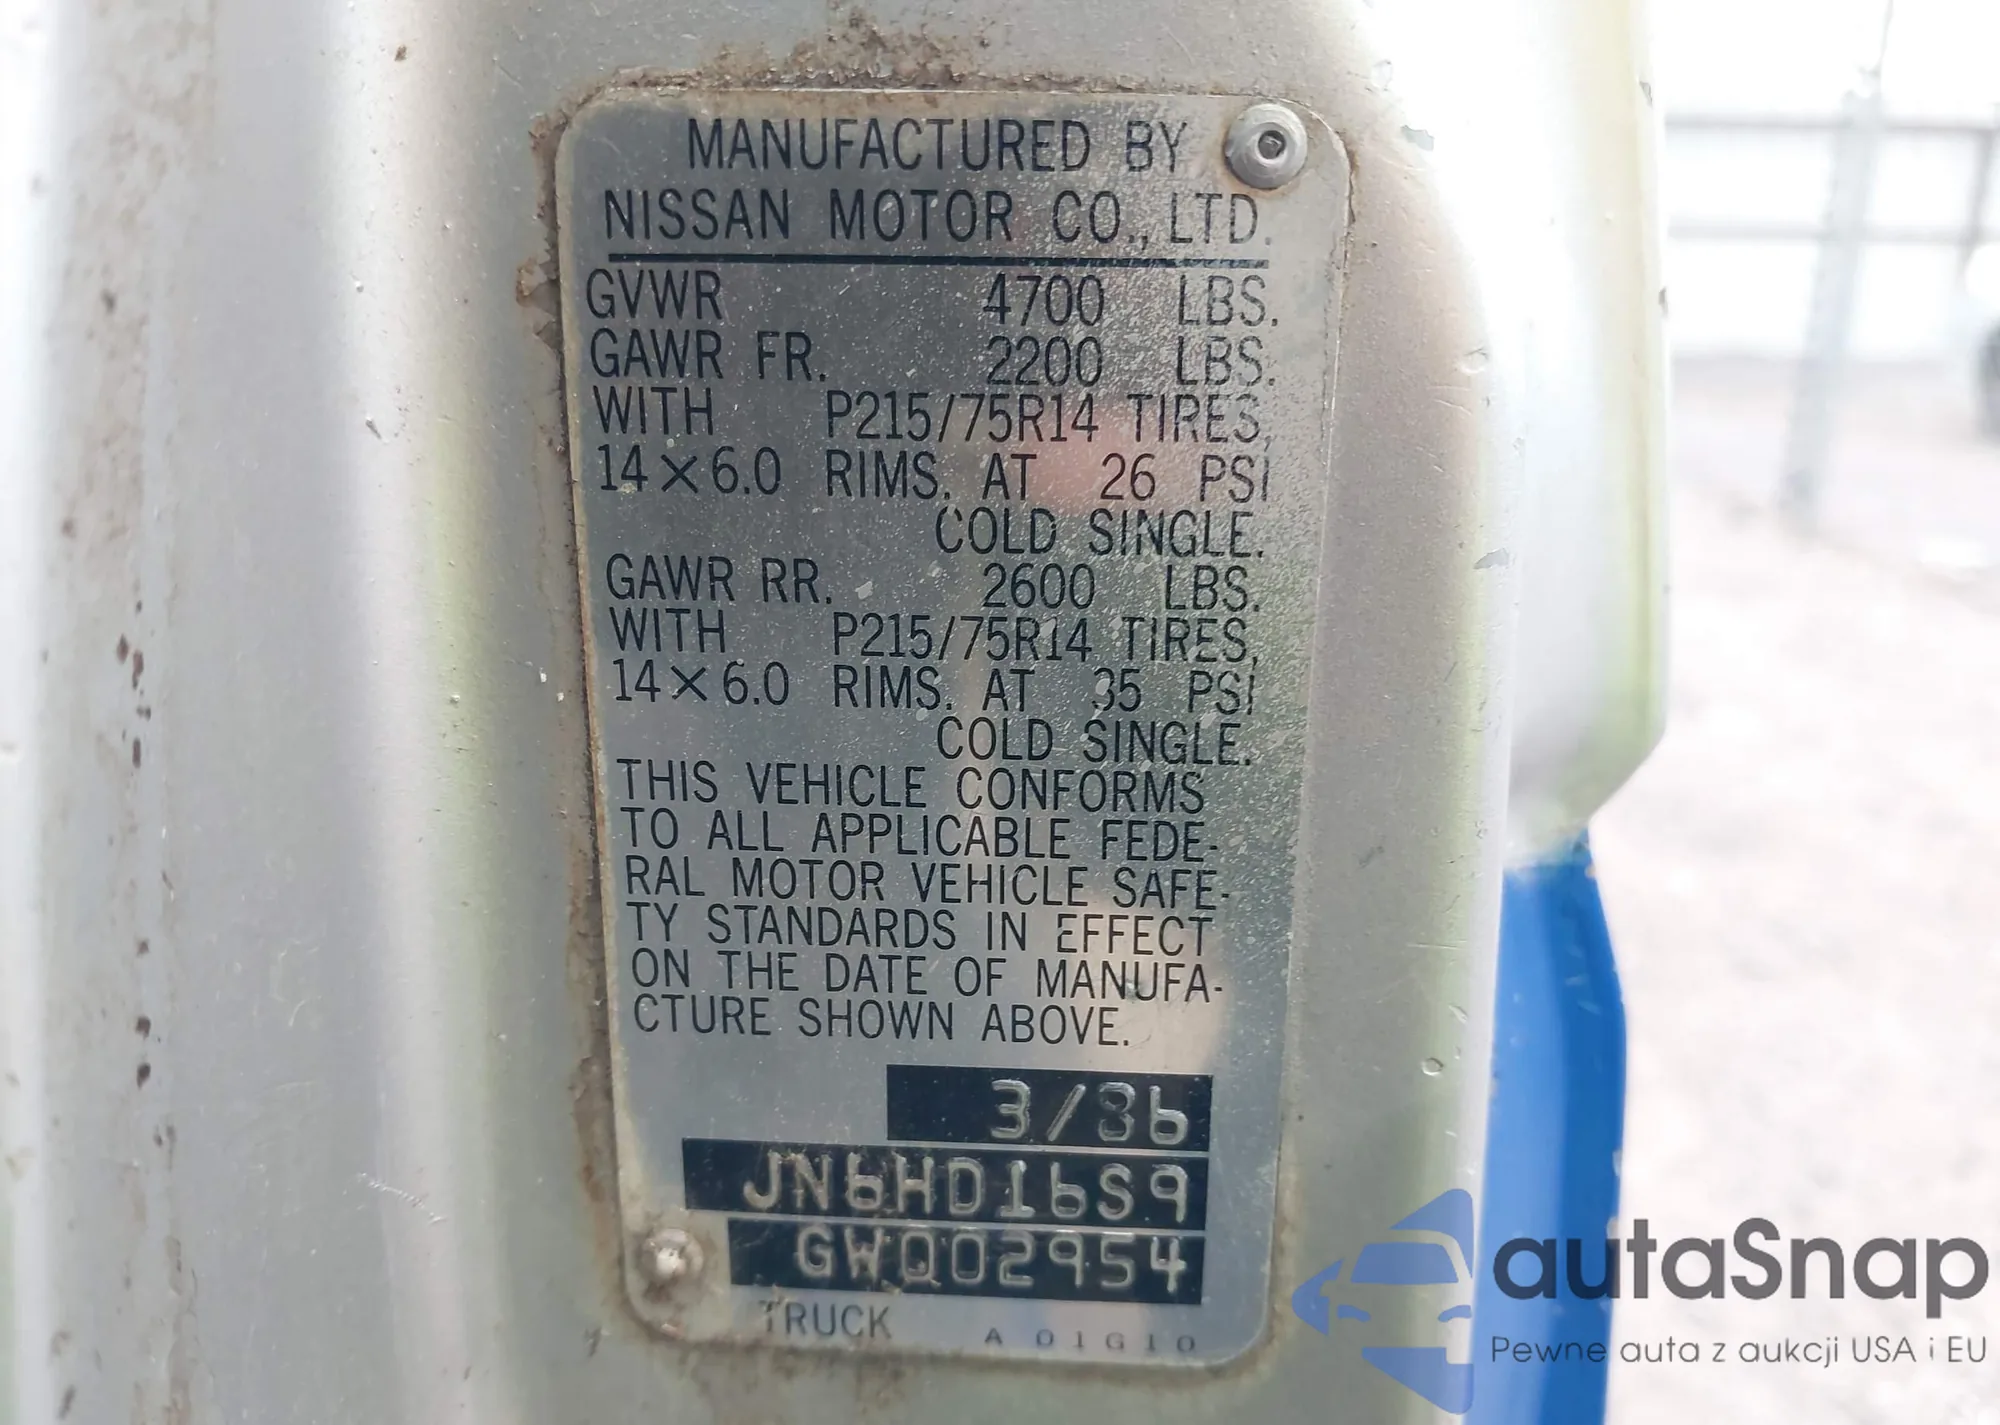 MANUFACTURED BY
NISSAN MOTOR CO., LTD.
GVWR 4700 LBS.
GAWR FR. 2200 LBS.
WITH P215/75R14 TIRES,
14×6.0 RIMS. AT 26 PSI
COLD SINGLE.
GAWR RR. 2600 LBS.
WITH P215/75R14 TIRES,
14×6.0 RIMS. AT 35 PSI
COLD SINGLE.
THIS VEHICLE CONFORMS
TO ALL APPLICABLE FEDE-
RAL MOTOR VEHICLE SAFE-
TY STANDARDS IN EFFECT
ON THE DATE OF MANUFA-
CTURE SHOWN ABOVE.
3/86
JN6HD16S9
GW002954
TRUCK A 01G10
autaSnap
Pewne auta z aukcji USA i EU